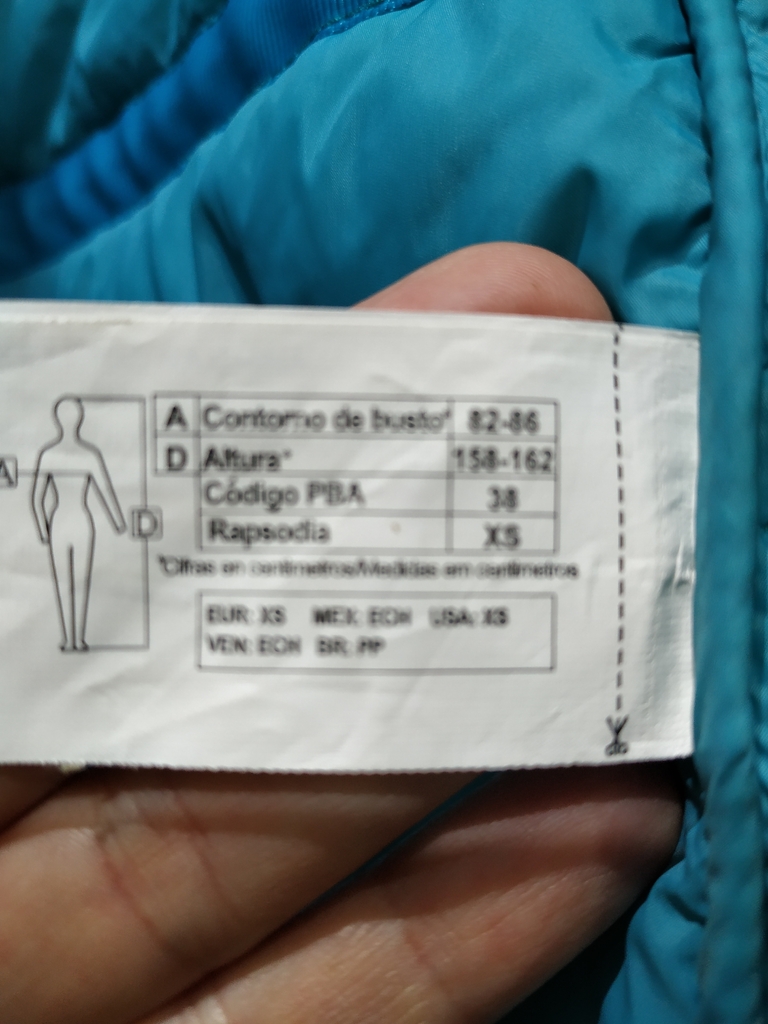 A Contorno de busto* 82-86
A D Altura* 158-162
Código PBA 38
D Rapsodia XS
*Cifras en centímetros/Medidas em centímetros
EUR: XS MEX: ECH USA: XS
VEN: ECH BR: PP